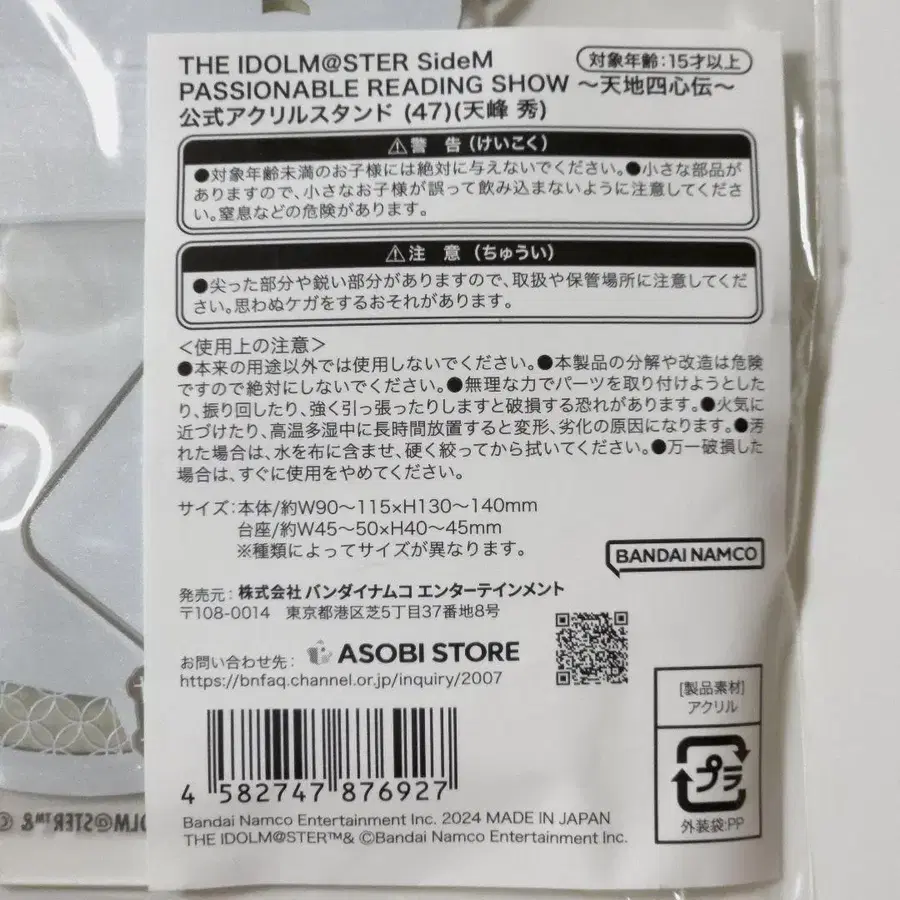 THE IDOLM@STER SideM
対象年齢:15才以上
PASSIONABLE READING SHOW ～天地四心伝～
公式アクリルスタンド (47)(天峰 秀)
⚠警 告(けいこく)
●対象年齢未満のお子様には絶対に与えないでください。●小さな部品が
ありますので、小さなお子様が誤って飲み込まないように注意してくださ
い。窒息などの危険があります。
⚠注 意(ちゅうい)
●尖った部分や鋭い部分がありますので、取扱や保管場所に注意してくだ
さい。思わぬケガをするおそれがあります。
＜使用上の注意＞
●本来の用途以外では使用しないでください。●本製品の分解や改造は危険
ですので絶対にしないでください。●無理な力でパーツを取り付けようとした
り、振り回したり、強く引っ張ったりしますと破損する恐れがあります。●火気に
近づけたり、高温多湿中に長時間放置すると変形、劣化の原因になります。●汚
れた場合は、水を布に含ませ、硬く絞ってから拭いてください。●万一破損した
場合は、すぐに使用をやめてください。
サイズ:本体/約W90～115×H130～140mm
台座/約W45～50×H40～45mm
※種類によってサイズが異なります。
BANDAI NAMCO
発売元: 株式会社 バンダイナムコ エンターテインメント
〒108-0014 東京都港区芝5丁目37番地8号
お問い合わせ先: ASOBI STORE
https://bnfaq.channel.or.jp/inquiry/2007
[製品素材]
アクリル
プラ
外装袋:PP
4 582747 876927
Bandai Namco Entertainment Inc. 2024 MADE IN JAPAN
THE IDOLM@STER™& ©Bandai Namco Entertainment Inc.
OLM@STER™& ©